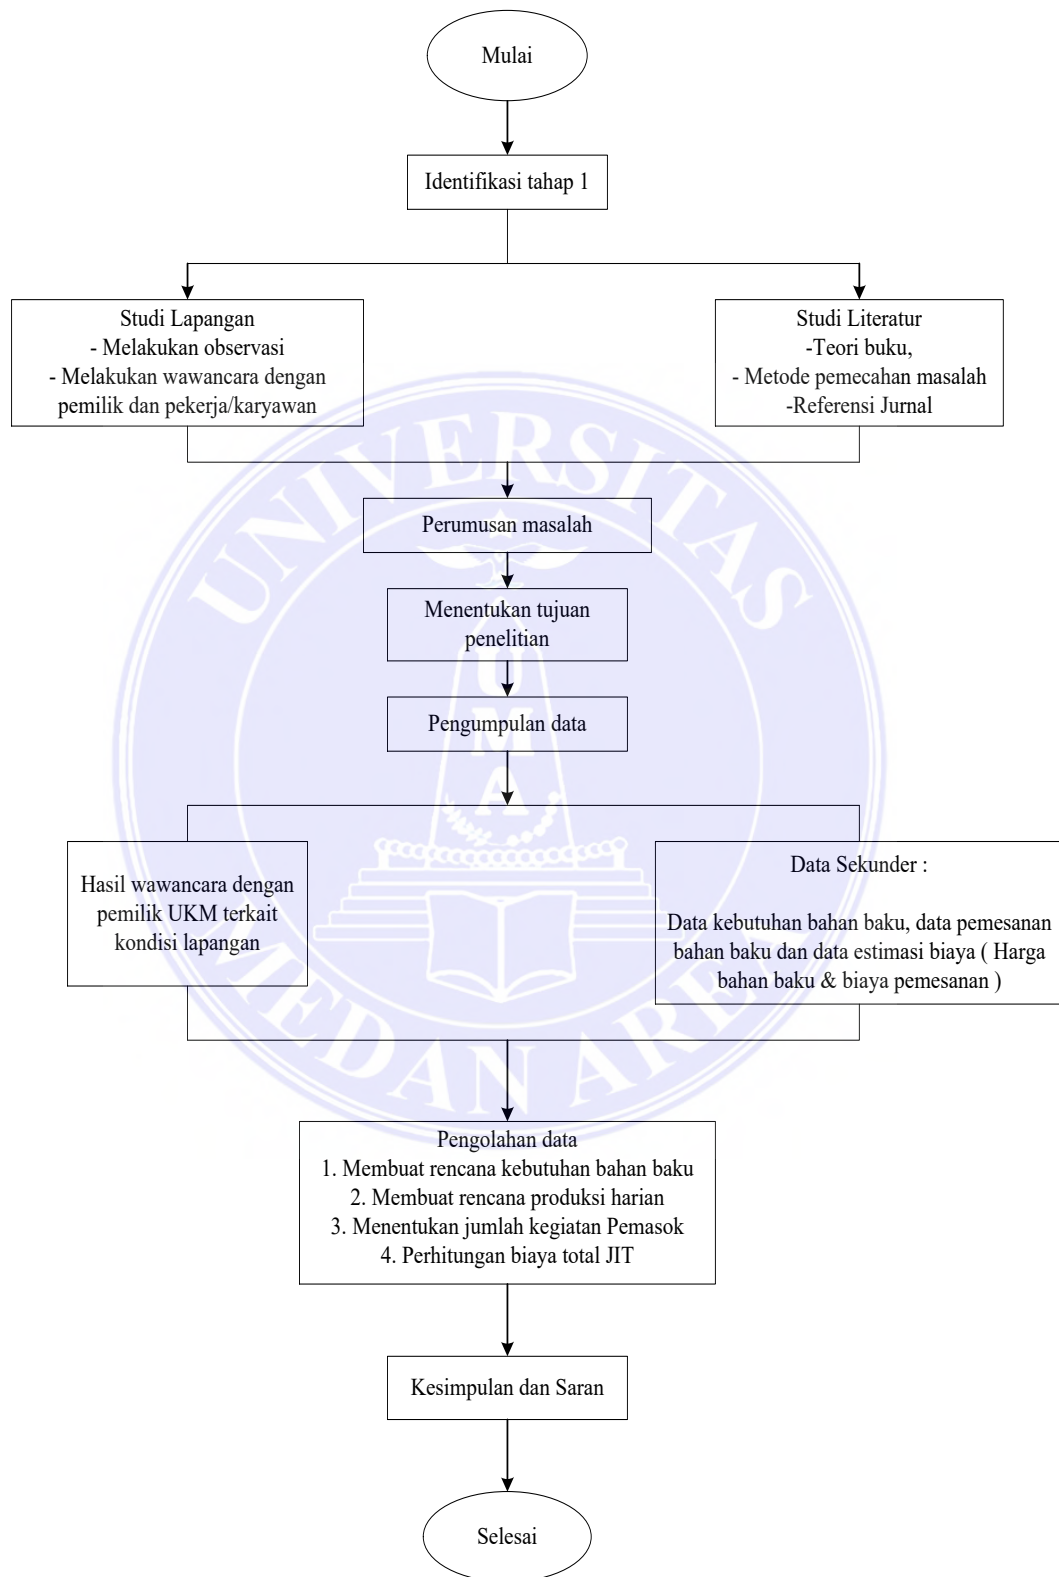 Mulai
Identifikasi tahap 1
Studi Lapangan
- Melakukan observasi
- Melakukan wawancara dengan
pemilik dan pekerja/karyawan
Studi Literatur
-Teori buku,
- Metode pemecahan masalah
-Referensi Jurnal
UNIVERSITAS
Perumusan masalah
Menentukan tujuan
penelitian
U
M
A
Pengumpulan data
Hasil wawancara dengan
pemilik UKM terkait
kondisi lapangan
Data Sekunder :
Data kebutuhan bahan baku, data pemesanan
bahan baku dan data estimasi biaya ( Harga
bahan baku & biaya pemesanan )
MEDAN AREA
Pengolahan data
1. Membuat rencana kebutuhan bahan baku
2. Membuat rencana produksi harian
3. Menentukan jumlah kegiatan Pemasok
4. Perhitungan biaya total JIT
Kesimpulan dan Saran
Selesai